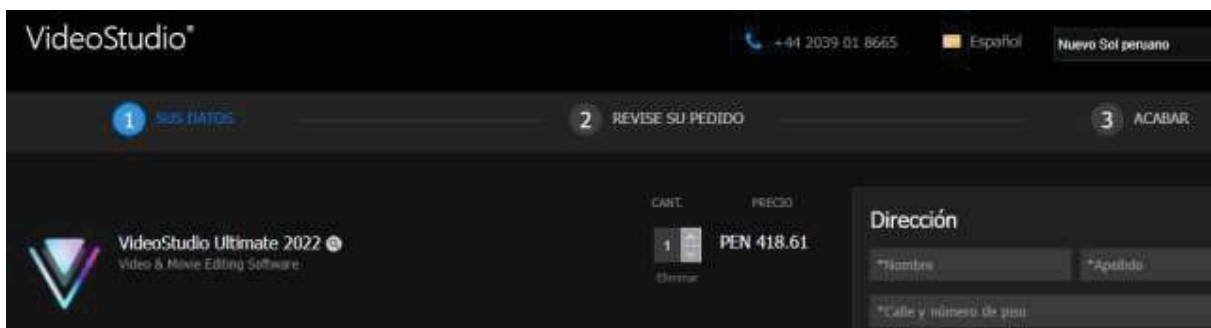 VideoStudio®
+44 2039 01 8665
Español
Nuevo Sol peruano
1 SUS DATOS
2 REVISE SU PEDIDO
3 ACABAR
CANT.
PRECIO
VideoStudio Ultimate 2022
Video & Movie Editing Software
1
PEN 418.61
Eliminar
Dirección
*Nombre
*Apellido
*Calle y número de piso